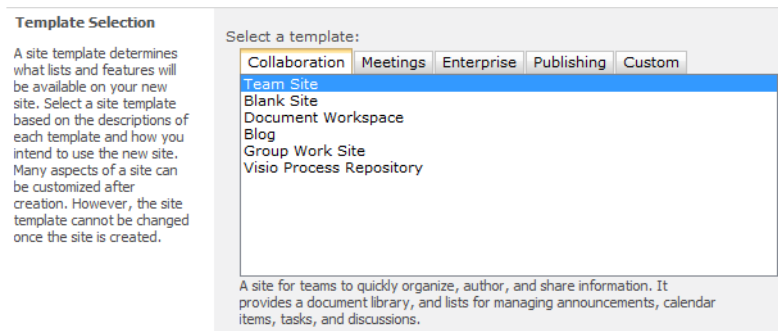 Template Selection
A site template determines
what lists and features will
be available on your new
site. Select a site template
based on the descriptions of
each template and how you
intend to use the new site.
Many aspects of a site can
be customized after
creation. However, the site
template cannot be changed
once the site is created.
Select a template:
Collaboration Meetings Enterprise Publishing Custom
Team Site
Blank Site
Document Workspace
Blog
Group Work Site
Visio Process Repository
A site for teams to quickly organize, author, and share information. It
provides a document library, and lists for managing announcements, calendar
items, tasks, and discussions.